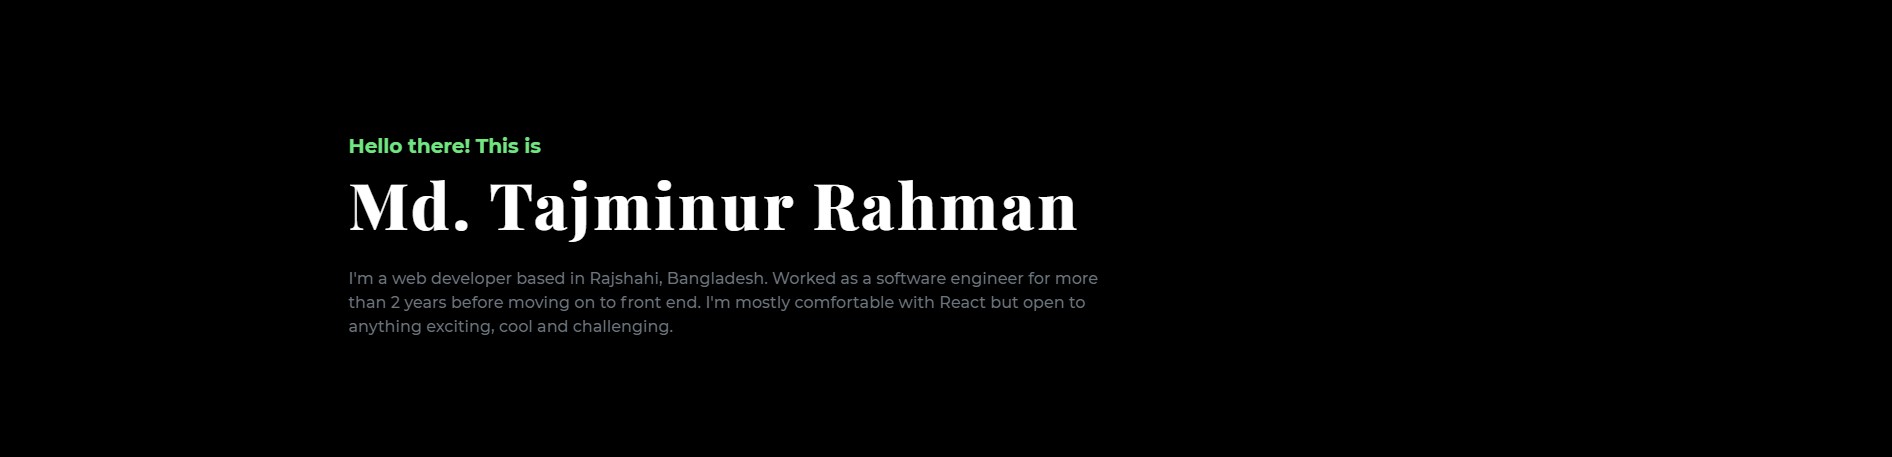 Hello there! This is
Md. Tajminur Rahman
I'm a web developer based in Rajshahi, Bangladesh. Worked as a software engineer for more
than 2 years before moving on to front end. I'm mostly comfortable with React but open to
anything exciting, cool and challenging.